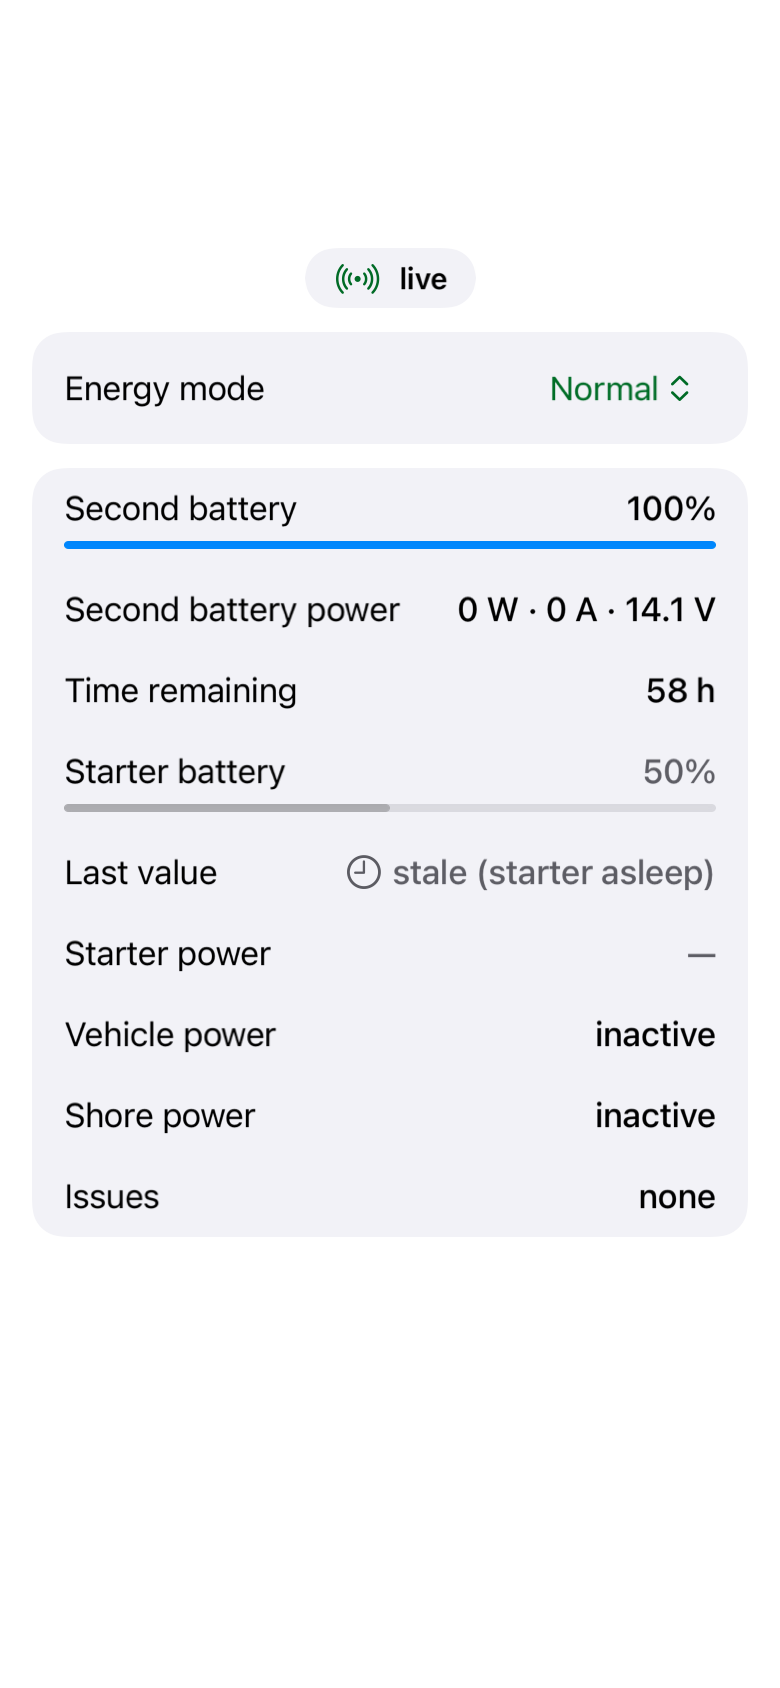 live
Energy mode Normal
Second battery 100%
Second battery power 0 W · 0 A · 14.1 V
Time remaining 58 h
Starter battery 50%
Last value stale (starter asleep)
Starter power —
Vehicle power inactive
Shore power inactive
Issues none